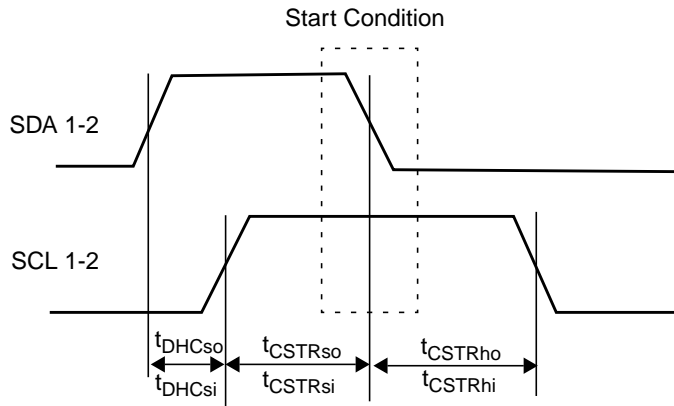 Start Condition
SDA 1-2
SCL 1-2
tDHCso tCSTRso tCSTRho
tDHCsi tCSTRsi tCSTRhi